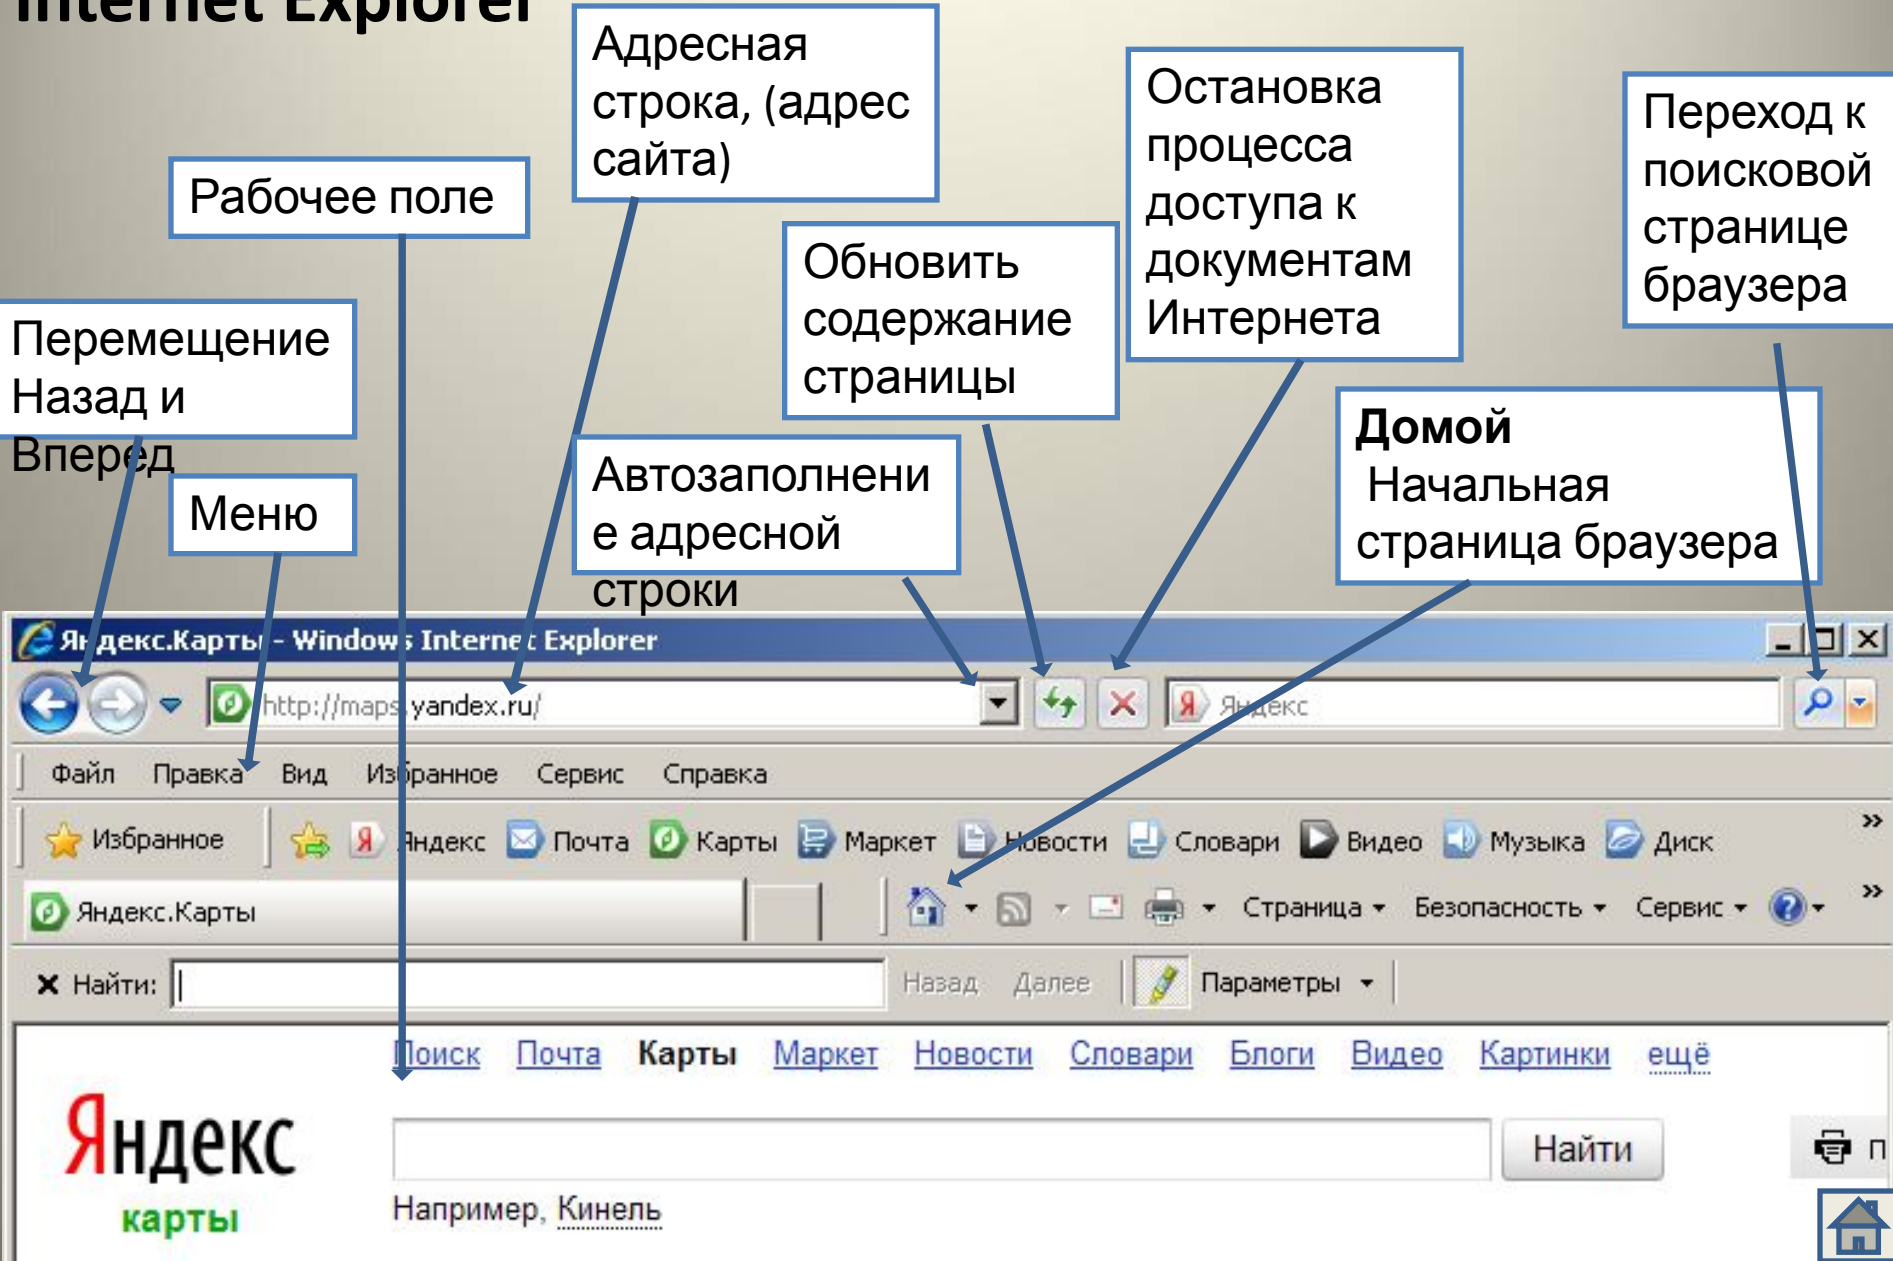 Internet Explorer
Адресная
строка, (адрес
сайта)
Остановка
процесса
доступа к
документам
Интернета
Переход к
поисковой
странице
браузера
Рабочее поле
Обновить
содержание
страницы
Перемещение
Назад и
Вперед
Домой
Начальная
страница браузера
Меню
Автозаполнени
е адресной
строки
Яндекс.Карты - Windows Internet Explorer
http://maps.yandex.ru/
Я Яндекс
Файл Правка Вид Избранное Сервис Справка
Избранное Я Яндекс Почта Карты Маркет Новости Словари Видео Музыка Диск »
Яндекс.Карты Страница Безопасность Сервис ? »
Найти: Назад Далее Параметры
Поиск Почта Карты Маркет Новости Словари Блоги Видео Картинки ещё
Яндекс
карты
Найти
п
Например, Кинель